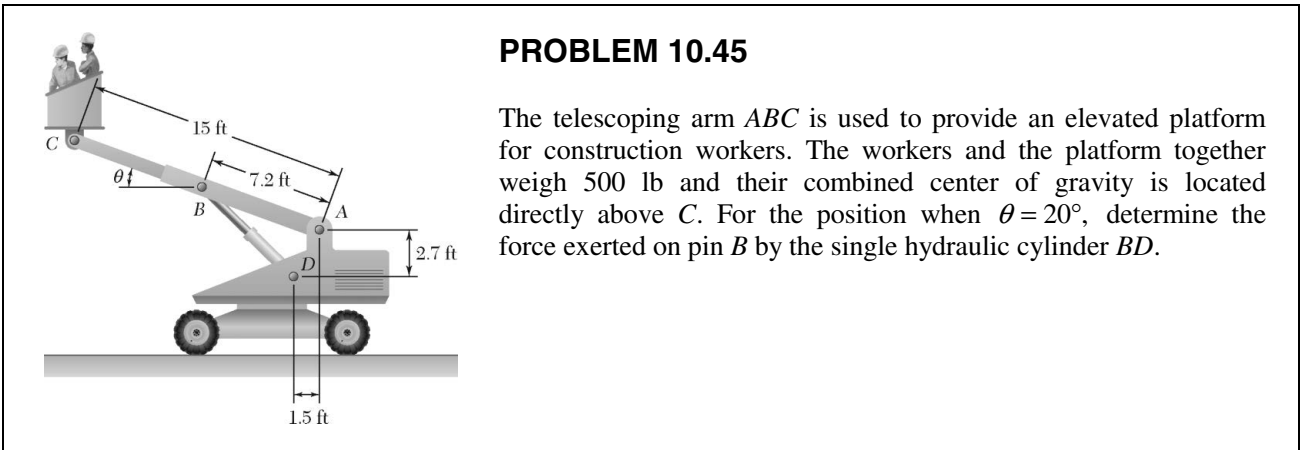 PROBLEM 10.45
The telescoping arm ABC is used to provide an elevated platform
for construction workers. The workers and the platform together
weigh 500 lb and their combined center of gravity is located
directly above C. For the position when θ = 20°, determine the
force exerted on pin B by the single hydraulic cylinder BD.
15 ft
C
θ
7.2 ft
B
A
2.7 ft
D
1.5 ft